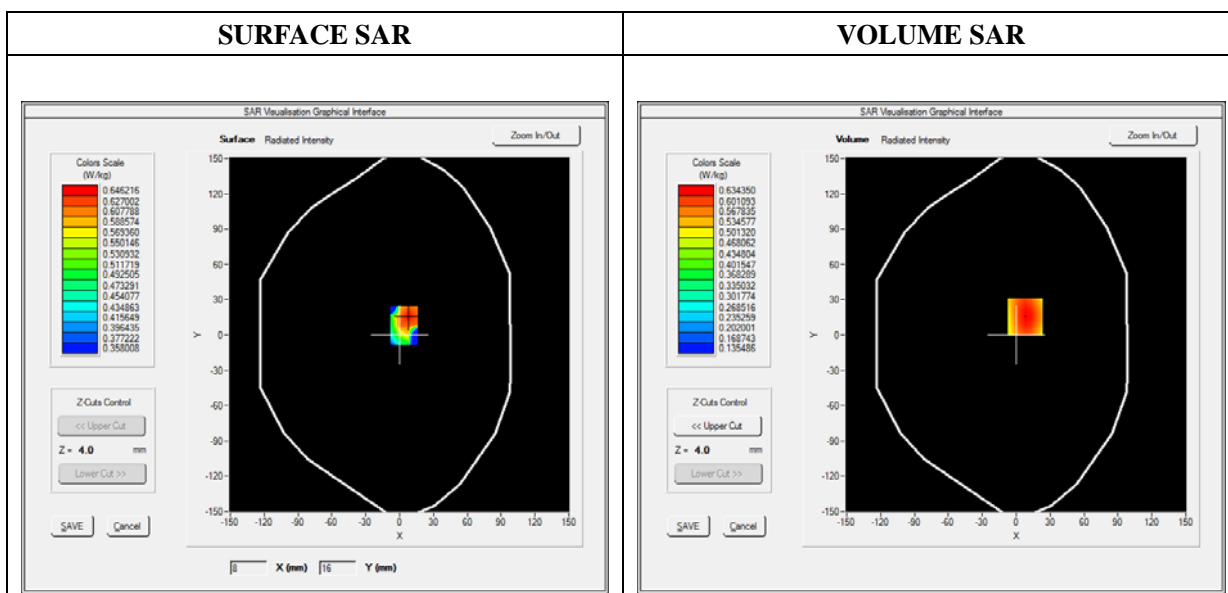 SURFACE SAR
VOLUME SAR
SAR Visualisation Graphical Interface
Surface Radiated Intensity
Zoom In/Out
Colors Scale
(W/kg)
0.646216
0.627002
0.607788
0.588574
0.569360
0.550146
0.530932
0.511719
0.492505
0.473291
0.454077
0.434863
0.415649
0.396435
0.377222
0.358008
Z-Cuts Control
<< Upper Cut
Z = 4.0 mm
Lower Cut >>
SAVE Cancel
150
120
90
60
30
0
-30
-60
-90
-120
-150
Y
-150 -120 -90 -60 -30 0 30 60 90 120 150
X
8 X (mm) 16 Y (mm)
SAR Visualisation Graphical Interface
Volume Radiated Intensity
Zoom In/Out
Colors Scale
(W/kg)
0.634350
0.601093
0.567835
0.534577
0.501320
0.468062
0.434804
0.401547
0.368289
0.335032
0.301774
0.268516
0.235259
0.202001
0.168743
0.135486
Z-Cuts Control
<< Upper Cut
Z = 4.0 mm
Lower Cut >>
SAVE Cancel
150
120
90
60
30
0
-30
-60
-90
-120
-150
Y
-150 -120 -90 -60 -30 0 30 60 90 120 150
X